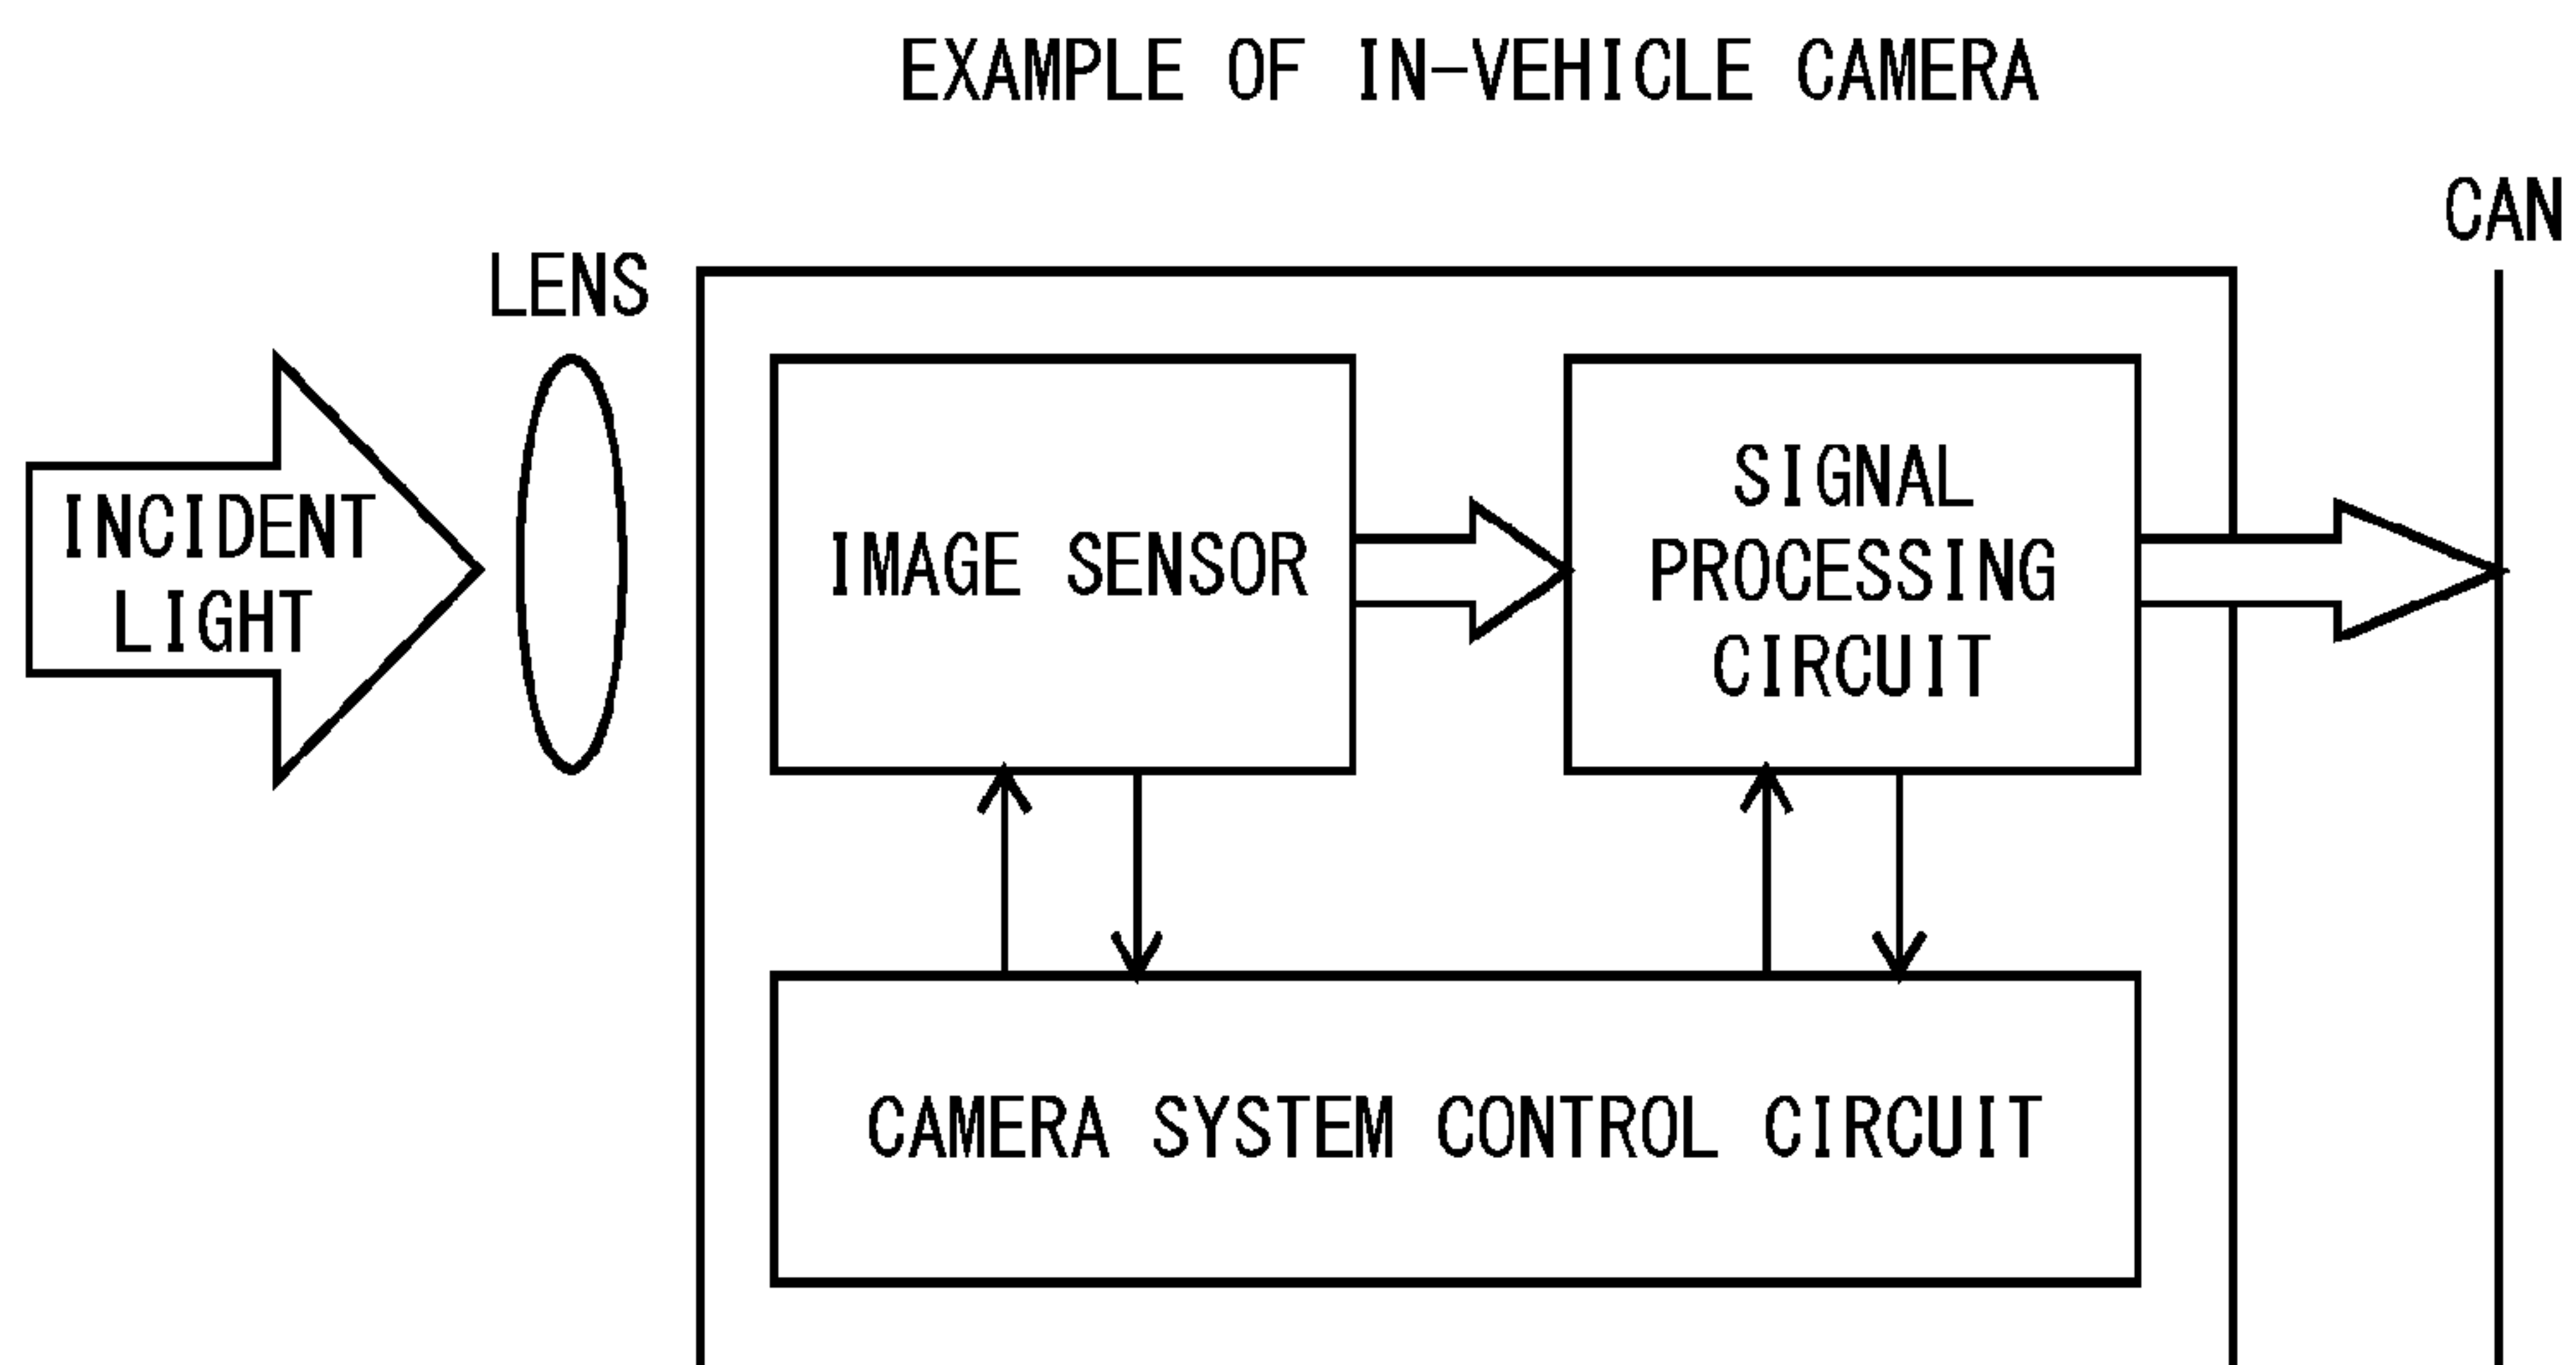 EXAMPLE OF IN-VEHICLE CAMERA
CAN
LENS
INCIDENT
LIGHT
IMAGE SENSOR
SIGNAL
PROCESSING
CIRCUIT
CAMERA SYSTEM CONTROL CIRCUIT